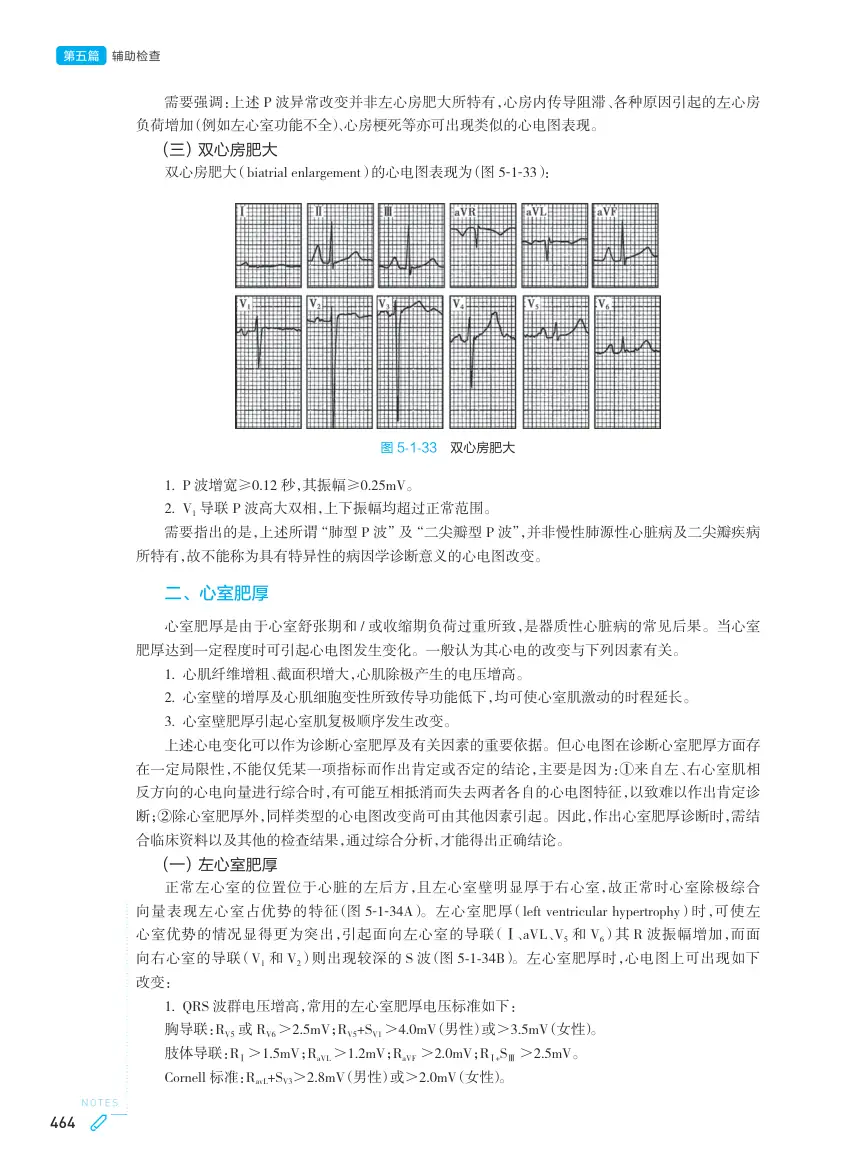 第五篇 辅助检查
需要强调：上述 P 波异常改变并非左心房肥大所特有，心房内传导阻滞、各种原因引起的左心房
负荷增加（例如左心室功能不全）、心房梗死等亦可出现类似的心电图表现。
（三）双心房肥大
双心房肥大（biatrial enlargement）的心电图表现为（图 5-1-33）：
Ⅰ Ⅱ Ⅲ aVR aVL aVF
V₁ V₂ V₃ V₄ V₅ V₆
图 5-1-33 双心房肥大
1. P 波增宽≥0.12 秒，其振幅≥0.25mV。
2. V₁ 导联 P 波高大双相，上下振幅均超过正常范围。
需要指出的是，上述所谓“肺型 P 波”及“二尖瓣型 P 波”，并非慢性肺源性心脏病及二尖瓣疾病
所特有，故不能称为具有特异性的病因学诊断意义的心电图改变。
二、心室肥厚
心室肥厚是由于心室舒张期和 / 或收缩期负荷过重所致，是器质性心脏病的常见后果。当心室
肥厚达到一定程度时可引起心电图发生变化。一般认为其心电的改变与下列因素有关。
1. 心肌纤维增粗、截面积增大，心肌除极产生的电压增高。
2. 心室壁的增厚及心肌细胞变性所致传导功能低下，均可使心室肌激动的时程延长。
3. 心室壁肥厚引起心室肌复极顺序发生改变。
上述心电变化可以作为诊断心室肥厚及有关因素的重要依据。但心电图在诊断心室肥厚方面存
在一定局限性，不能仅凭某一项指标而作出肯定或否定的结论，主要是因为：①来自左、右心室肌相
反方向的心电向量进行综合时，有可能互相抵消而失去两者各自的心电图特征，以致难以作出肯定诊
断；②除心室肥厚外，同样类型的心电图改变尚可由其他因素引起。因此，作出心室肥厚诊断时，需结
合临床资料以及其他的检查结果，通过综合分析，才能得出正确结论。
（一）左心室肥厚
正常左心室的位置位于心脏的左后方，且左心室壁明显厚于右心室，故正常时心室除极综合
向量表现左心室占优势的特征（图 5-1-34A）。左心室肥厚（left ventricular hypertrophy）时，可使左
心室优势的情况显得更为突出，引起面向左心室的导联（Ⅰ、aVL、V₅ 和 V₆）其 R 波振幅增加，而面
向右心室的导联（V₁ 和 V₂）则出现较深的 S 波（图 5-1-34B）。左心室肥厚时，心电图上可出现如下
改变：
1. QRS 波群电压增高，常用的左心室肥厚电压标准如下：
胸导联：Rv5 或 Rv6＞2.5mV；Rv5+Sv1＞4.0mV（男性）或＞3.5mV（女性）。
肢体导联：RⅠ＞1.5mV；RaVL＞1.2mV；RaVF＞2.0mV；RⅠ+SⅢ＞2.5mV。
Cornell 标准：RavL+SV3＞2.8mV（男性）或＞2.0mV（女性）。
NOTES
464